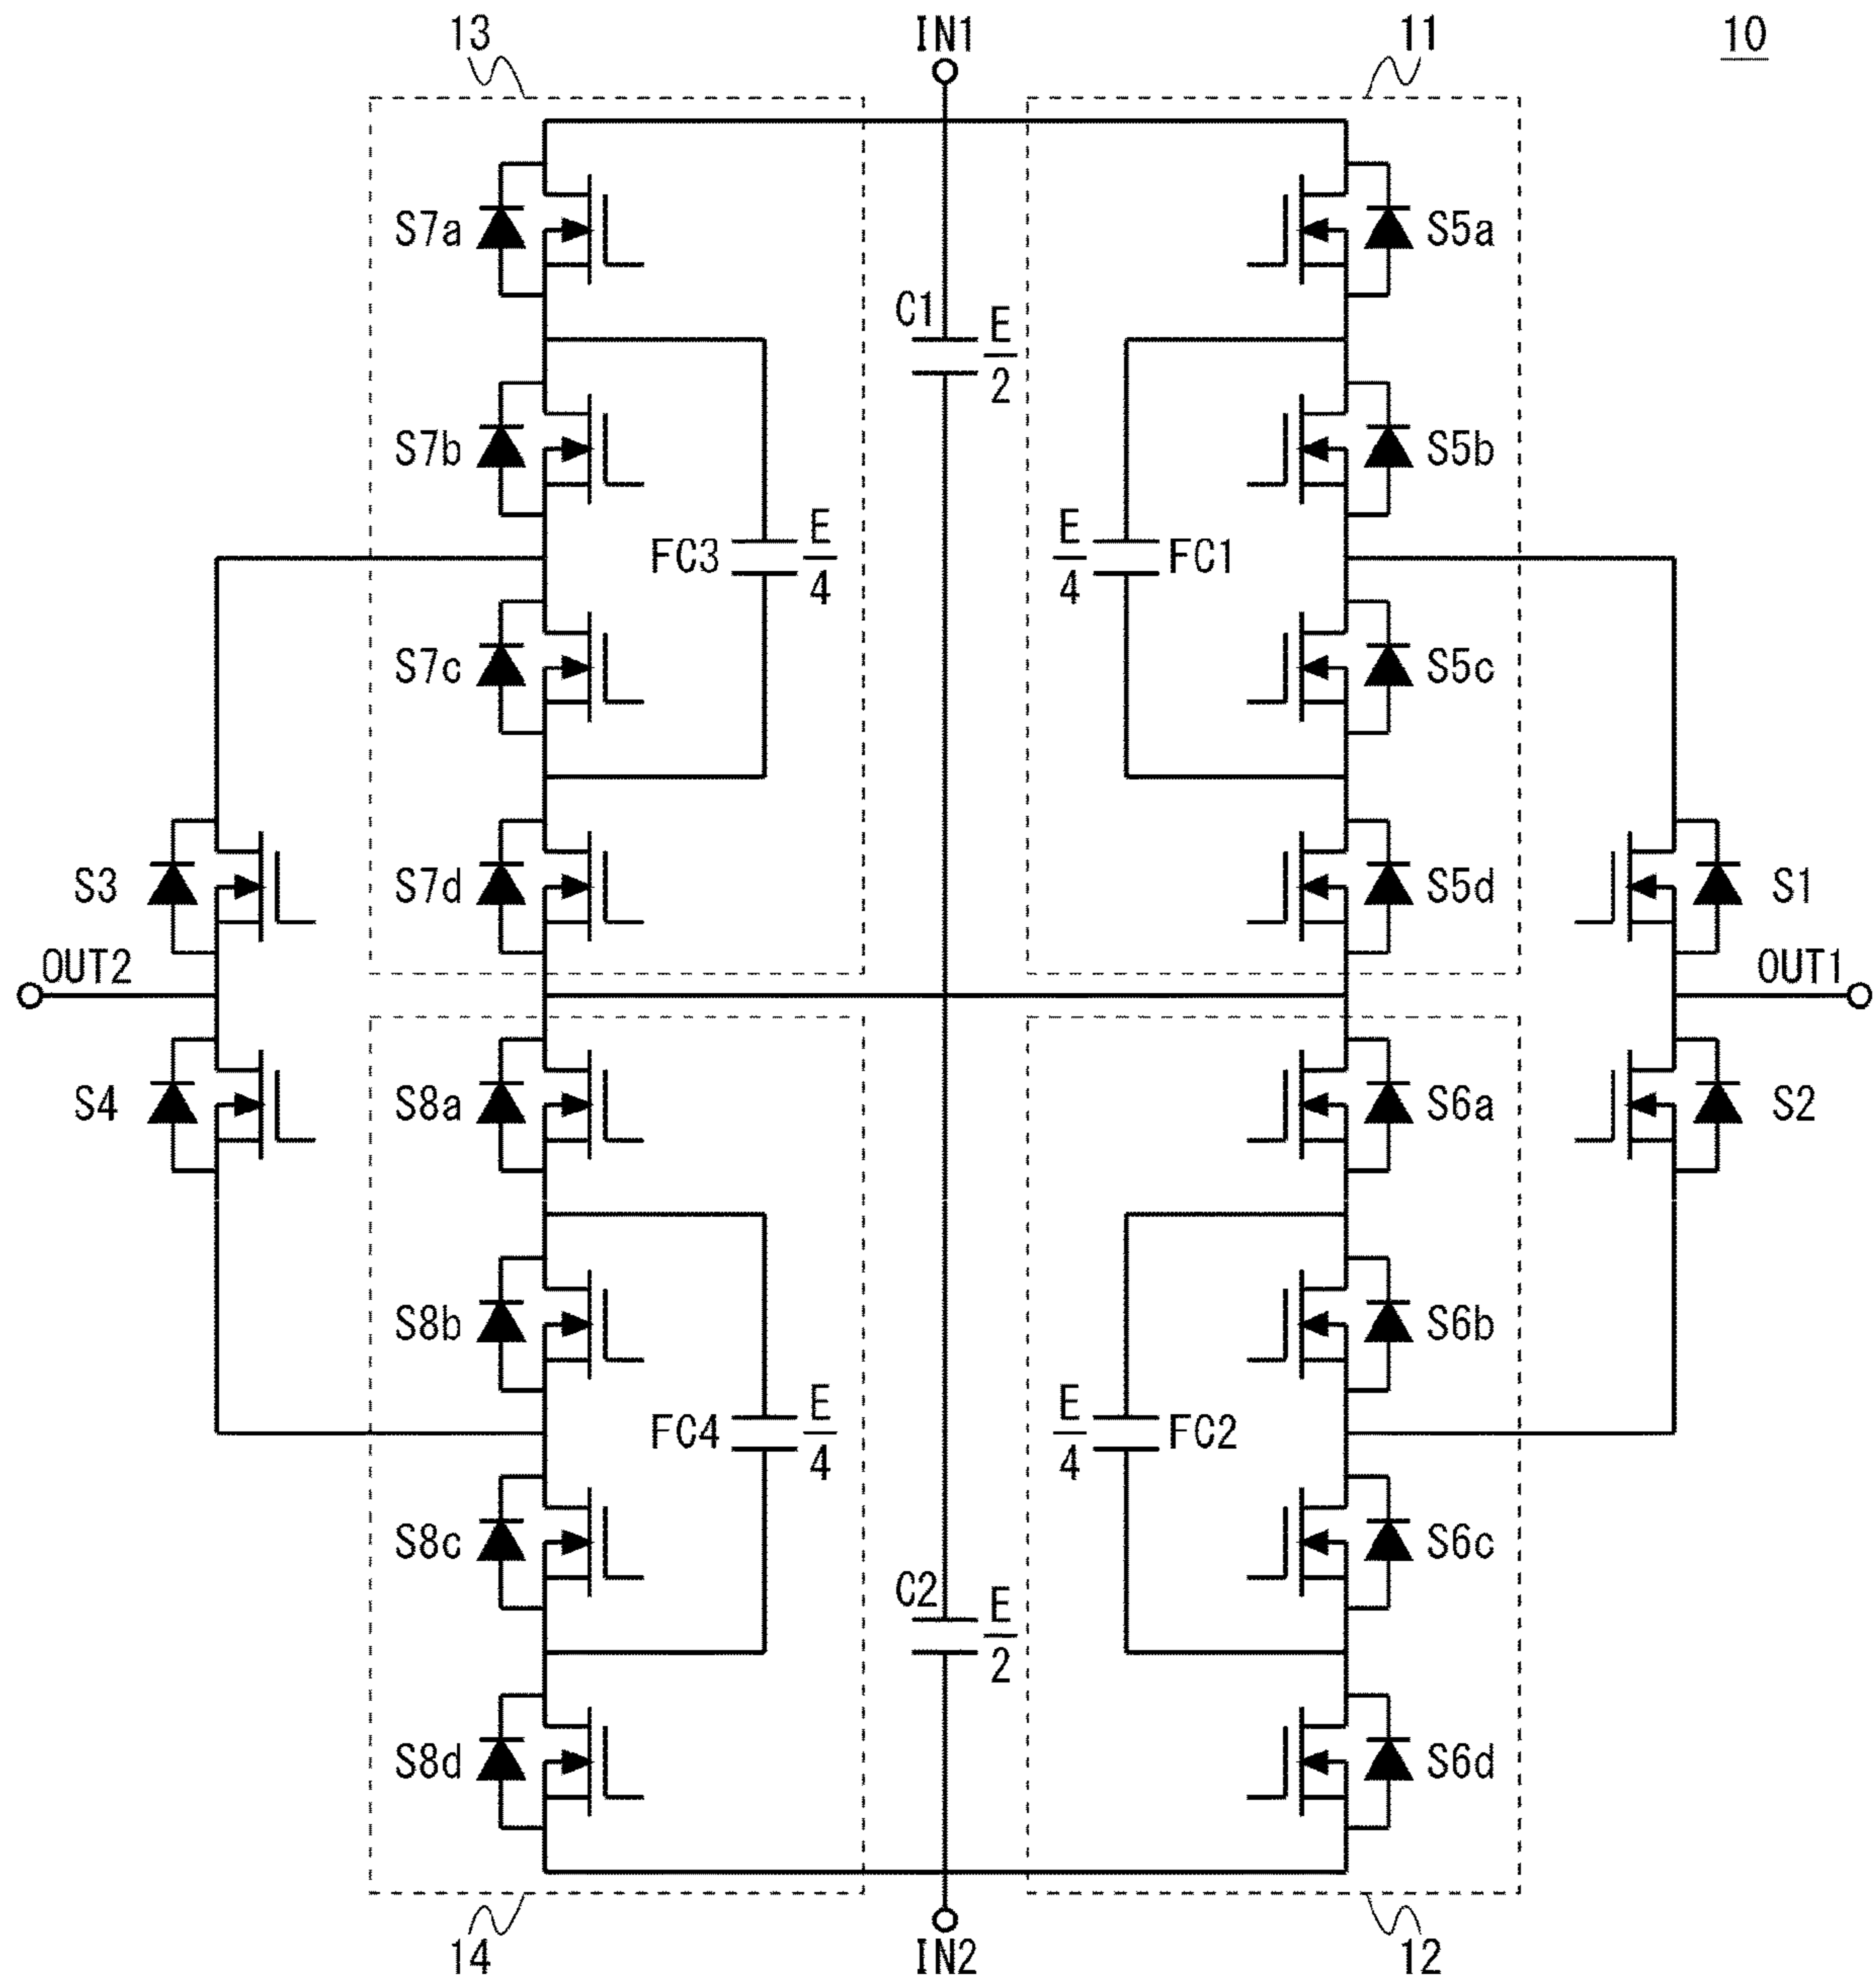 13
IN1
11
10
S7a
S5a
C1
E
2
S7b
S5b
FC3
E
4
E
4
FC1
S7c
S5c
S3
S7d
S5d
S1
OUT2
OUT1
S4
S8a
S6a
S2
S8b
S6b
FC4
E
4
E
4
FC2
S8c
S6c
C2
E
2
S8d
S6d
14
IN2
12